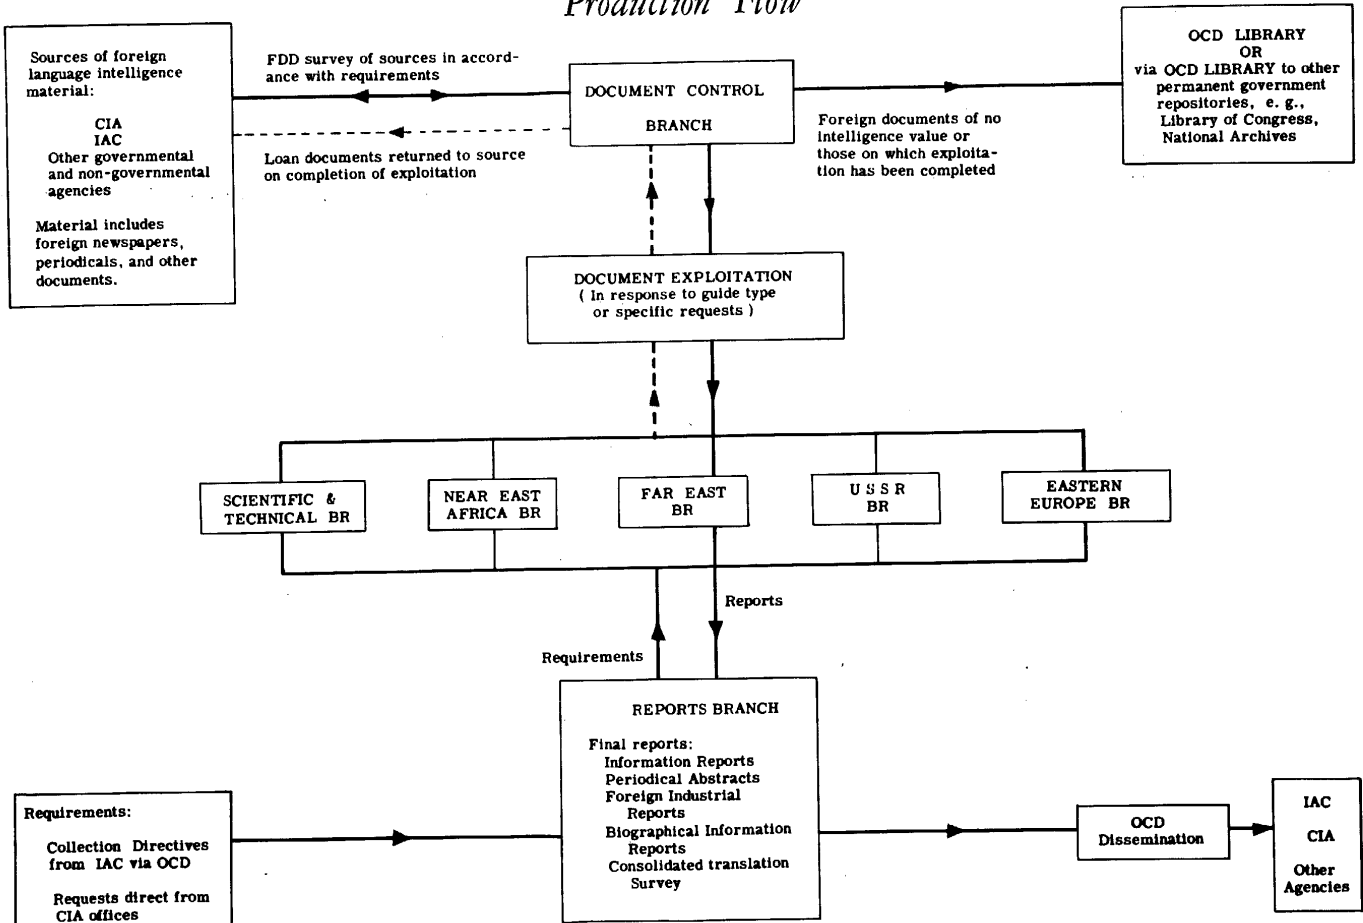 Production Flow
Sources of foreign
language intelligence
material:
CIA
IAC
Other governmental
and non-governmental
agencies
Material includes
foreign newspapers,
periodicals, and other
documents.
FDD survey of sources in accord-
ance with requirements
Loan documents returned to source
on completion of exploitation
DOCUMENT CONTROL
BRANCH
Foreign documents of no
intelligence value or
those on which exploita-
tion has been completed
OCD LIBRARY
OR
via OCD LIBRARY to other
permanent government
repositories, e. g.,
Library of Congress,
National Archives
DOCUMENT EXPLOITATION
( In response to guide type
or specific requests )
SCIENTIFIC &
TECHNICAL BR
NEAR EAST
AFRICA BR
FAR EAST
BR
USSR
BR
EASTERN
EUROPE BR
Reports
Requirements
REPORTS BRANCH
Final reports:
Information Reports
Periodical Abstracts
Foreign Industrial
Reports
Biographical Information
Reports
Consolidated translation
Survey
Requirements:
Collection Directives
from IAC via OCD
Requests direct from
CIA offices
OCD
Dissemination
IAC
CIA
Other
Agencies